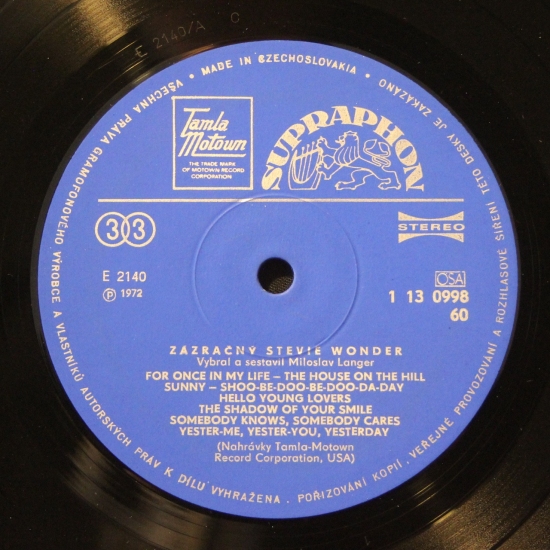 E 2140/A C
VŠECHNA PRÁVA GRAMOFONOVÉHO VÝROBCE A VLASTNÍKŮ AUTORSKÝCH PRÁV K DÍLU VYHRAŽENA. POŘIZOVÁNÍ KOPIÍ, VEŘEJNÉ PROVOZOVÁNÍ A ROZHLASOVÉ ŠÍŘENÍ TÉTO DESKY JE ZAKÁZÁNO
• MADE IN CZECHOSLOVAKIA •
Tamla
Motown
THE TRADE MARK
OF MOTOWN RECORD
CORPORATION
SUPRAPHON
33
STEREO
E 2140
Ⓟ 1972
OSA
1 13 0998
60
ZÁZRAČNÝ STEVIE WONDER
Vybral a sestavil Miloslav Langer
FOR ONCE IN MY LIFE – THE HOUSE ON THE HILL
SUNNY – SHOO-BE-DOO-BE-DOO-DA-DAY
HELLO YOUNG LOVERS
THE SHADOW OF YOUR SMILE
SOMEBODY KNOWS, SOMEBODY CARES
YESTER-ME, YESTER-YOU, YESTERDAY
(Nahrávky Tamla-Motown
Record Corporation, USA)